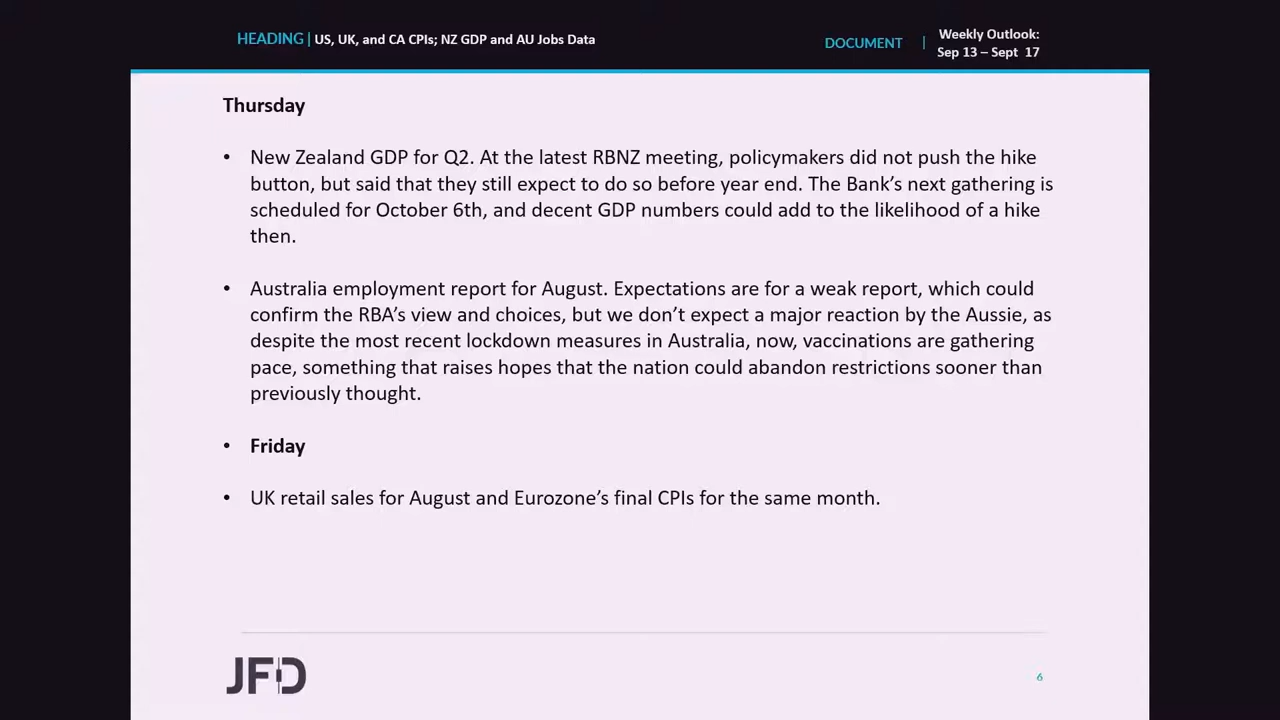 HEADING | US, UK, and CA CPIs; NZ GDP and AU Jobs Data
DOCUMENT | Weekly Outlook:
Sep 13 – Sept 17
Thursday
• New Zealand GDP for Q2. At the latest RBNZ meeting, policymakers did not push the hike
button, but said that they still expect to do so before year end. The Bank’s next gathering is
scheduled for October 6th, and decent GDP numbers could add to the likelihood of a hike
then.
• Australia employment report for August. Expectations are for a weak report, which could
confirm the RBA’s view and choices, but we don’t expect a major reaction by the Aussie, as
despite the most recent lockdown measures in Australia, now, vaccinations are gathering
pace, something that raises hopes that the nation could abandon restrictions sooner than
previously thought.
• Friday
• UK retail sales for August and Eurozone’s final CPIs for the same month.
JFD
6